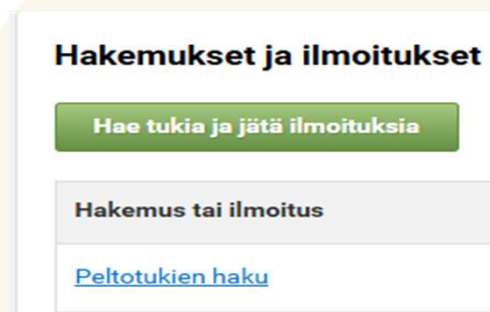 Hakemukset ja ilmoitukset
Hae tukia ja jätä ilmoituksia
Hakemus tai ilmoitus
Peltotukien haku